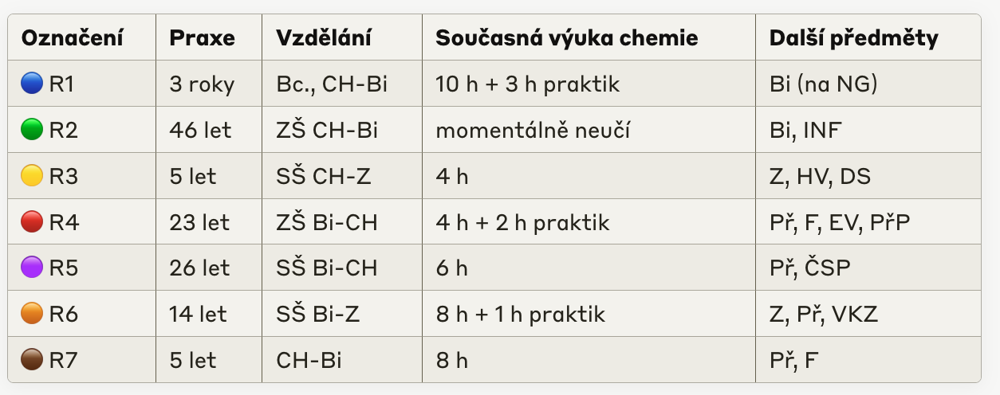 Označení Praxe Vzdělání Současná výuka chemie Další předměty
R1 3 roky Bc., CH-Bi 10 h + 3 h praktik Bi (na NG)
R2 46 let ZŠ CH-Bi momentálně neučí Bi, INF
R3 5 let SŠ CH-Z 4 h Z, HV, DS
R4 23 let ZŠ Bi-CH 4 h + 2 h praktik Př, F, EV, PřP
R5 26 let SŠ Bi-CH 6 h Př, ČSP
R6 14 let SŠ Bi-Z 8 h + 1 h praktik Z, Př, VKZ
R7 5 let CH-Bi 8 h Př, F